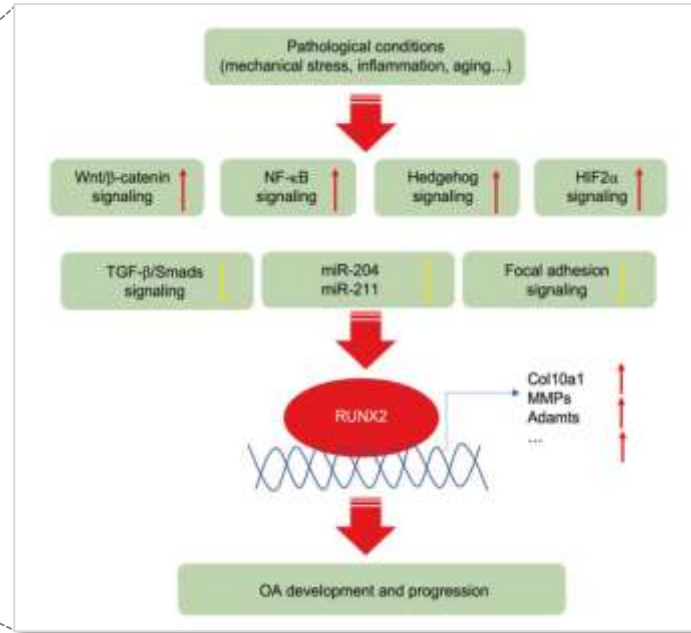 Pathological conditions
(mechanical stress, inflammation, aging...)
Wnt/β-catenin
signaling
NF-κB
signaling
Hedgehog
signaling
HIF2α
signaling
TGF-β/Smads
signaling
miR-204
miR-211
Focal adhesion
signaling
RUNX2
Col10a1
MMPs
Adamts
...
OA development and progression